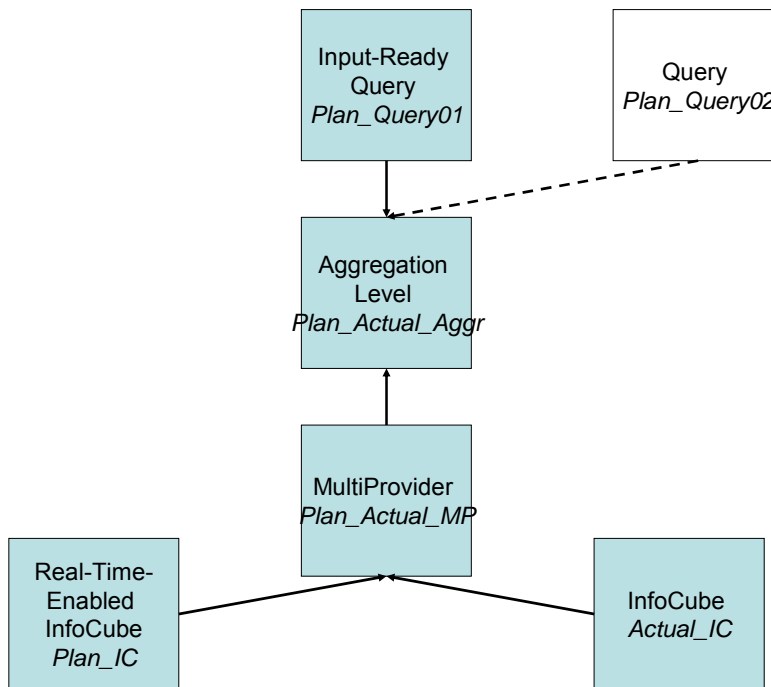 Input-Ready
Query
Plan_Query01
Query
Plan_Query02
Aggregation
Level
Plan_Actual_Aggr
MultiProvider
Plan_Actual_MP
Real-Time-
Enabled
InfoCube
Plan_IC
InfoCube
Actual_IC